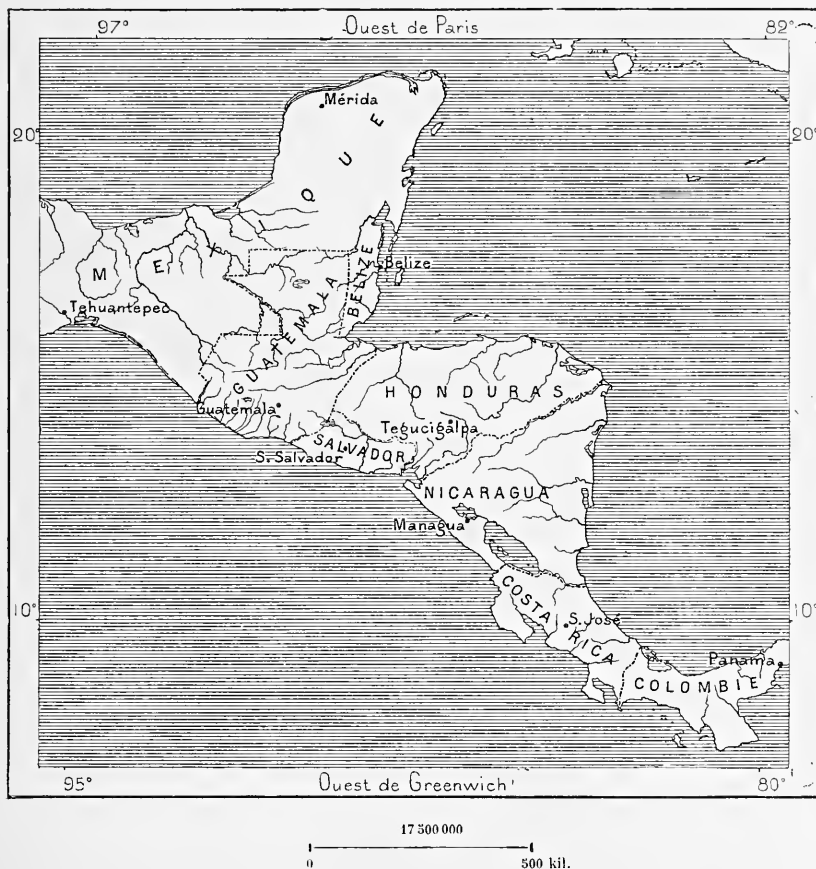 97° Ouest de Paris 82°
Mérida
20° 20°
M E X Q U E
BELIZE
Belize
Tehuantepec
GUATEMALA
HONDURAS
Guatemala
Tegucigalpa
SALVADOR
S. Salvador
NICARAGUA
Managua
COSTA RICA
10° 10°
S. José
Panama
COLOMBIE
95° Ouest de Greenwich 80°
17 300 000
0 500 kil.